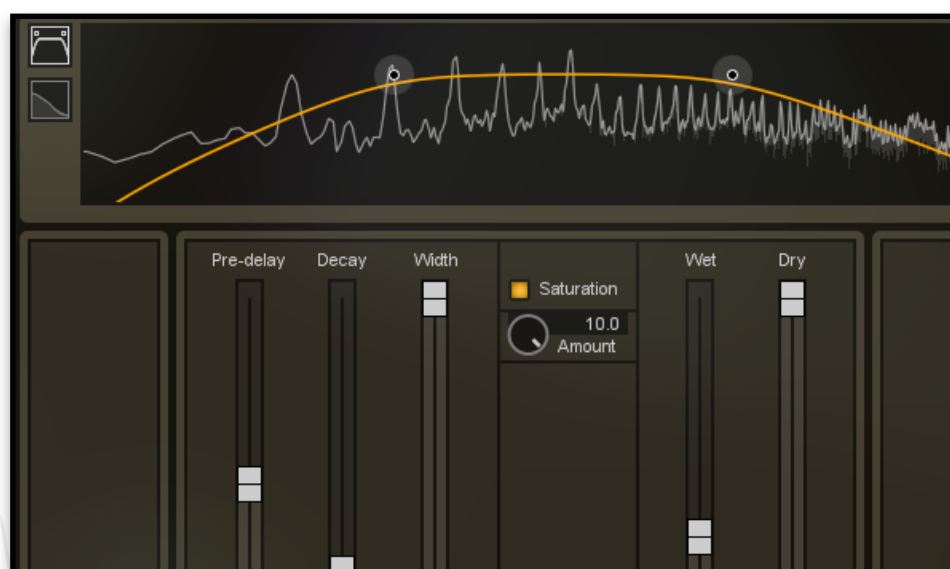 Pre-delay
Decay
Width
Saturation
10.0
Amount
Wet
Dry